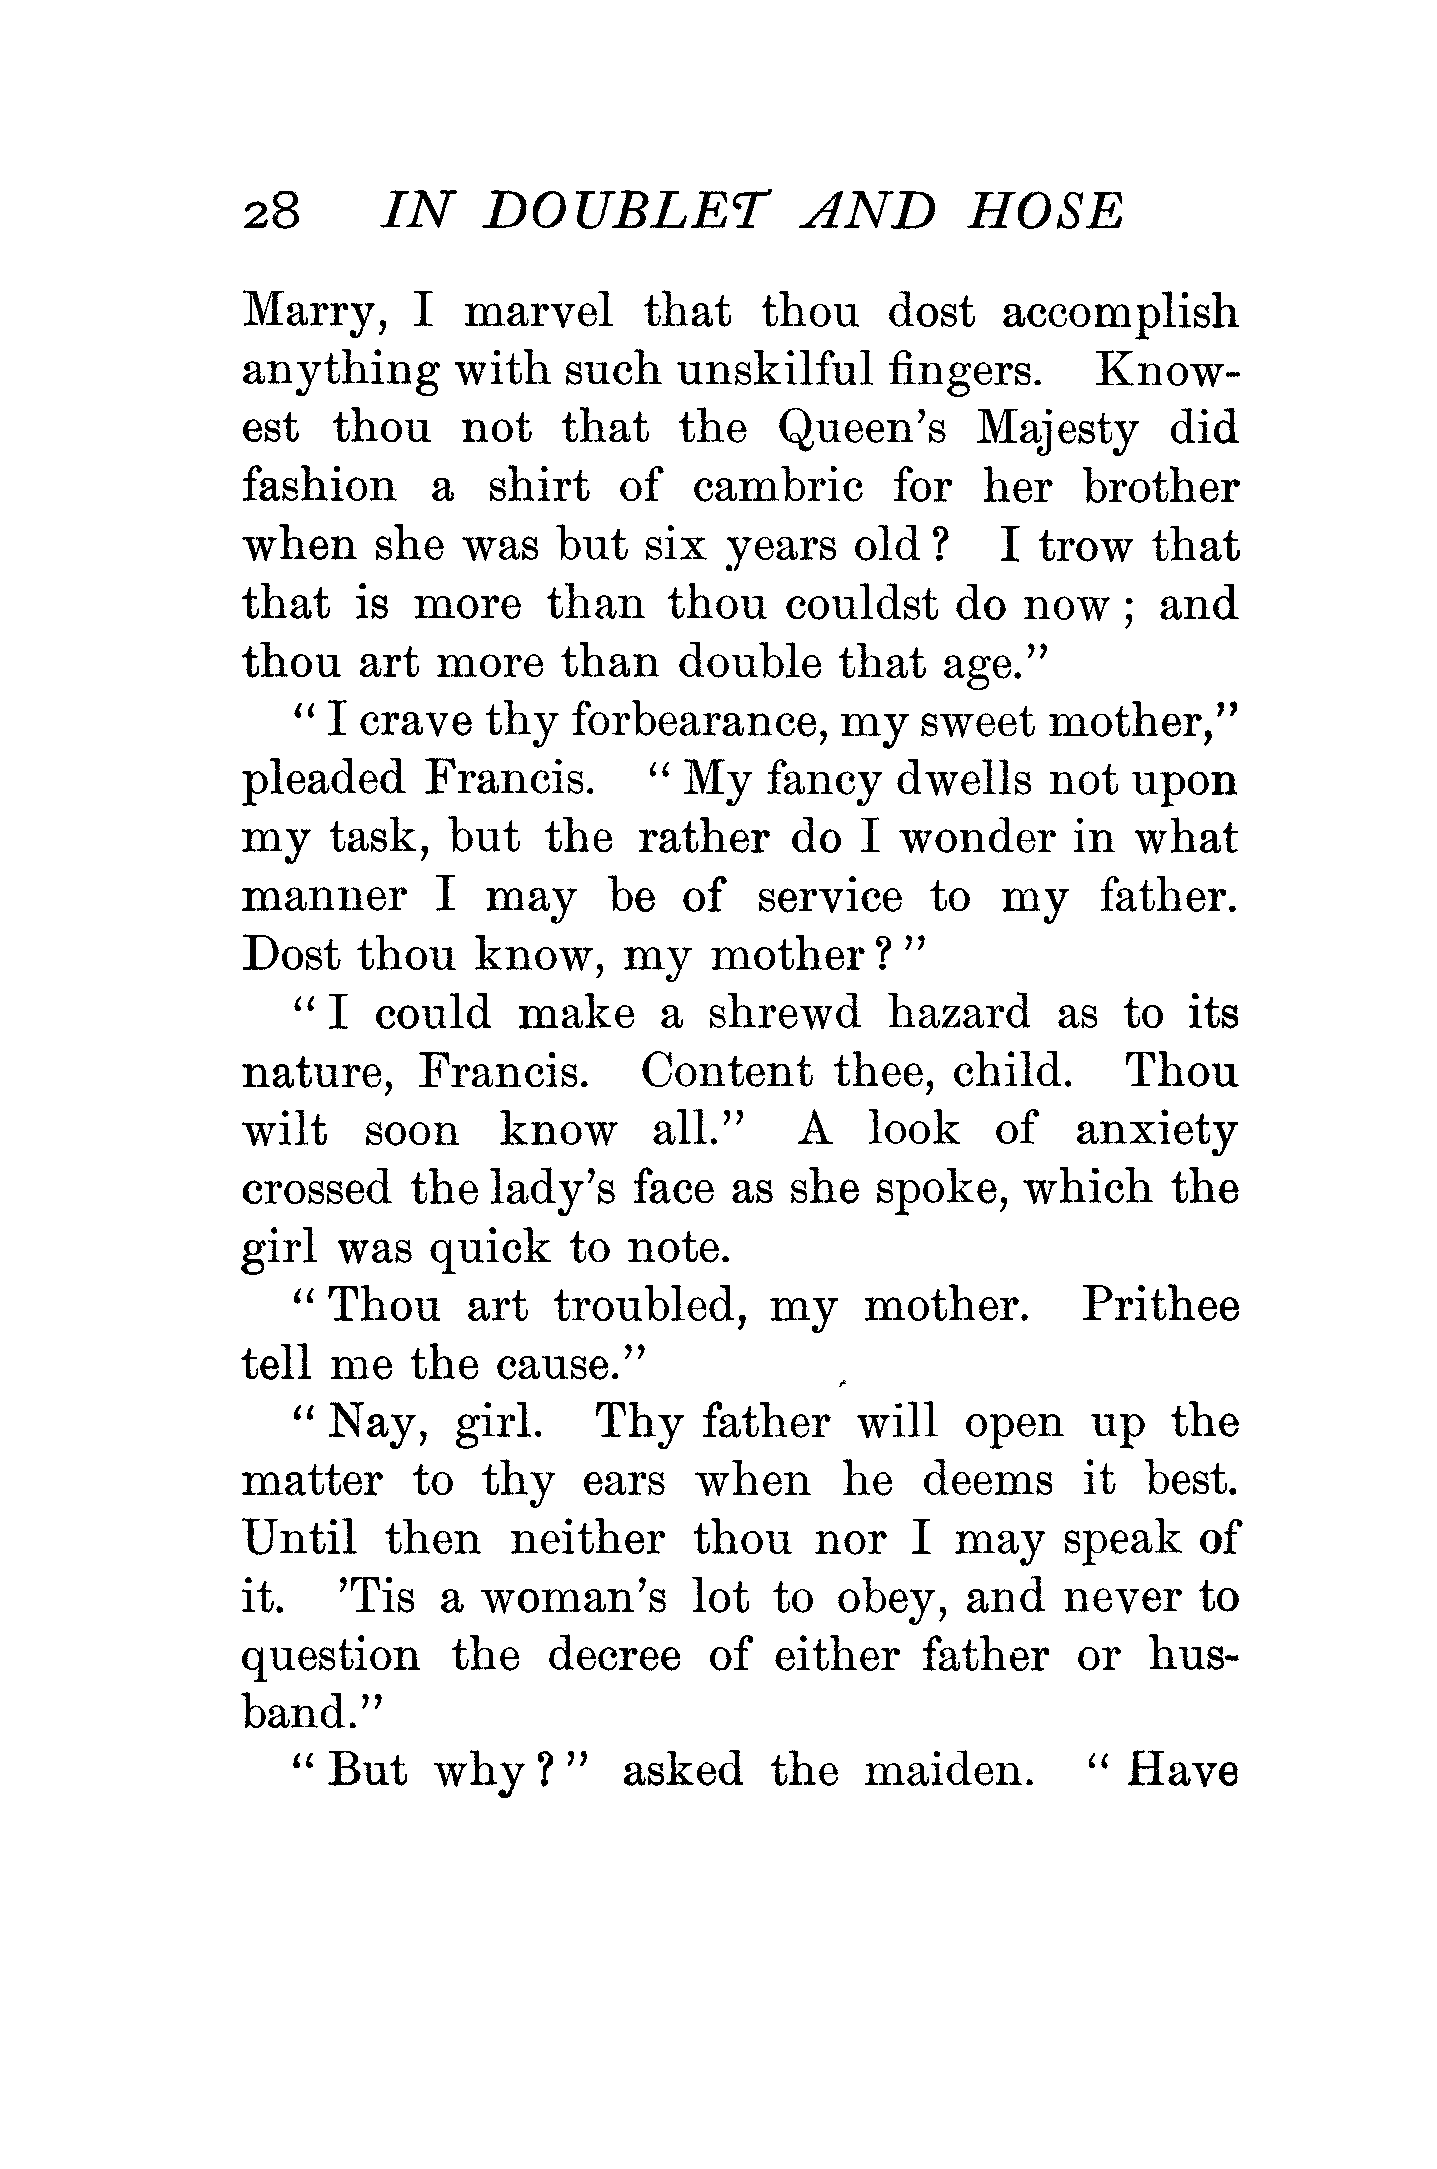 28 IN DOUBLET AND HOSE
Marry, I marvel that thou dost accomplish
anything with such unskilful fingers. Know-
est thou not that the Queen's Majesty did
fashion a shirt of cambric for her brother
when she was but six years old? I trow that
that is more than thou couldst do now; and
thou art more than double that age."
"I crave thy forbearance, my sweet mother,"
pleaded Francis. "My fancy dwells not upon
my task, but the rather do I wonder in what
manner I may be of service to my father.
Dost thou know, my mother?"
"I could make a shrewd hazard as to its
nature, Francis. Content thee, child. Thou
wilt soon know all." A look of anxiety
crossed the lady's face as she spoke, which the
girl was quick to note.
"Thou art troubled, my mother. Prithee
tell me the cause."
"Nay, girl. Thy father will open up the
matter to thy ears when he deems it best.
Until then neither thou nor I may speak of
it. 'Tis a woman's lot to obey, and never to
question the decree of either father or hus-
band."
"But why?" asked the maiden. "Have